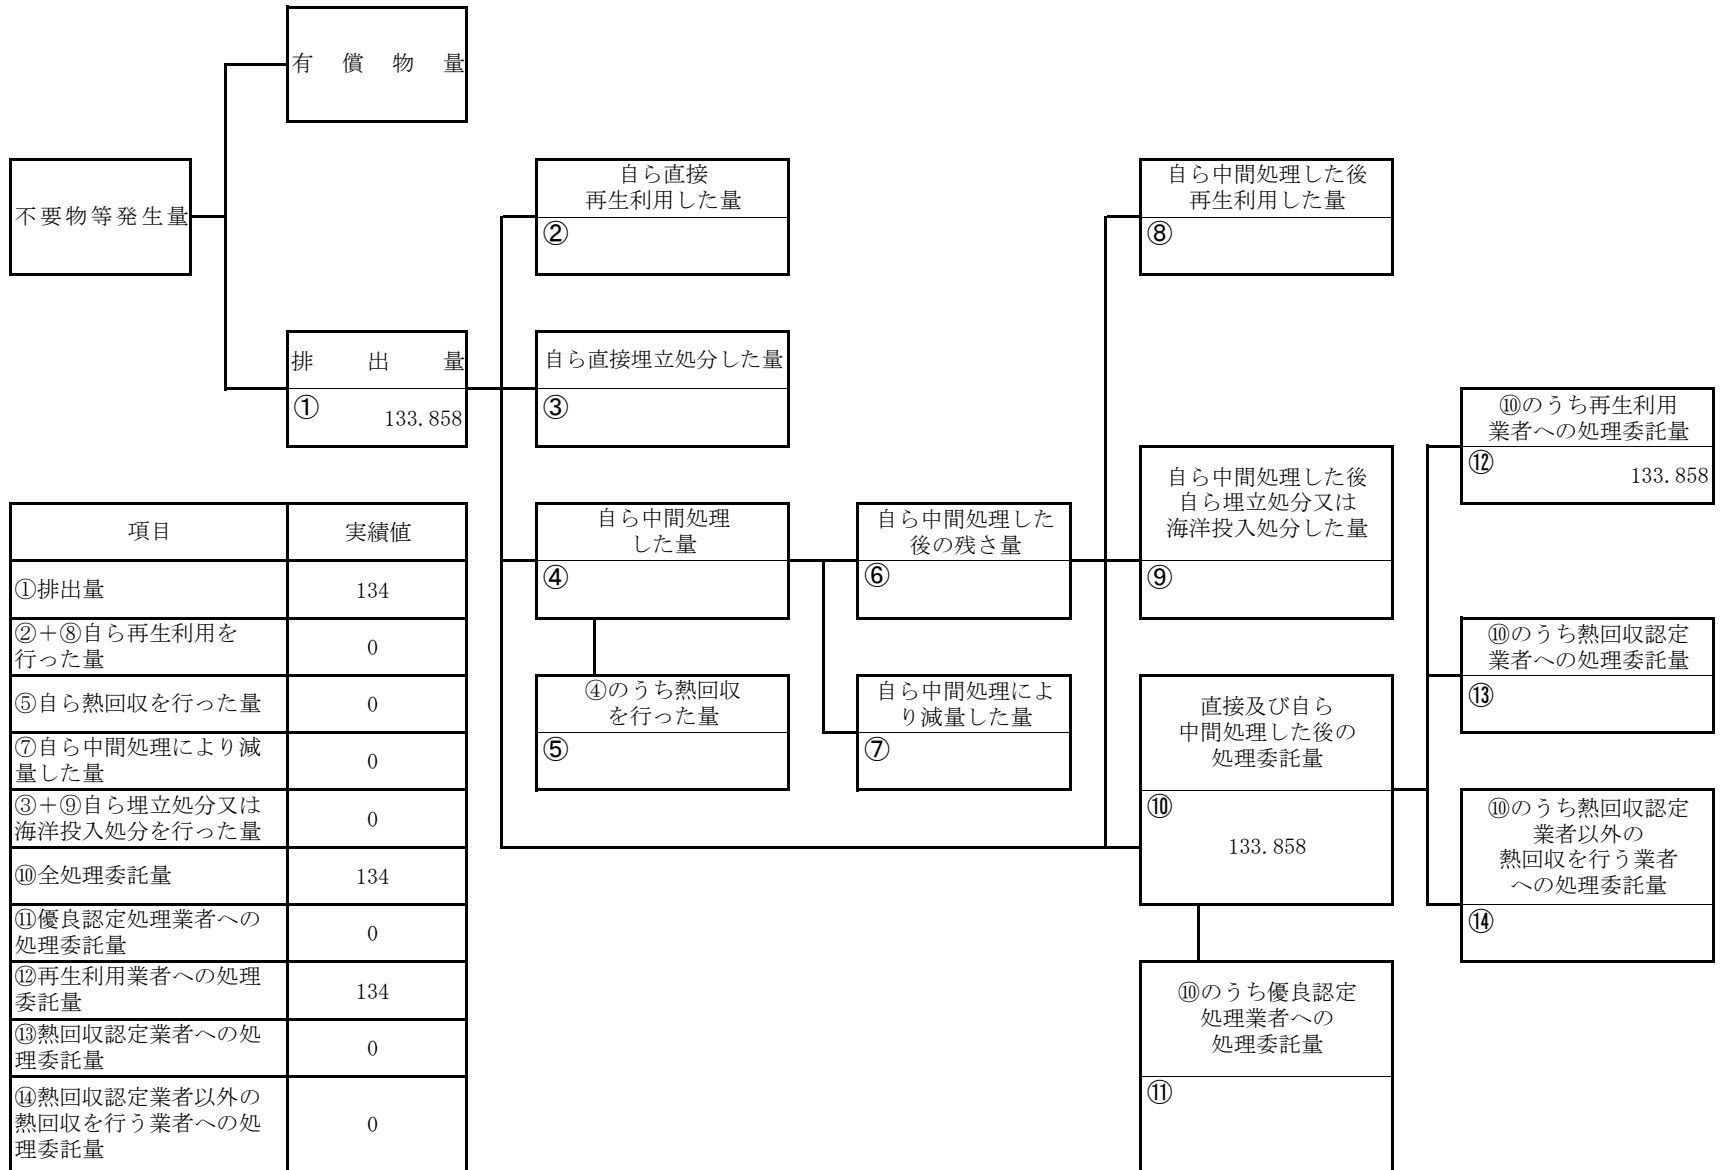 有償物量
不要物等発生量
排出量
①
133.858
自ら直接
再生利用した量
②
自ら直接埋立処分した量
③
自ら中間処理
した量
④
④のうち熱回収
を行った量
⑤
自ら中間処理した
後の残さ量
⑥
自ら中間処理によ
り減量した量
⑦
自ら中間処理した後
再生利用した量
⑧
自ら中間処理した後
自ら埋立処分又は
海洋投入処分した量
⑨
直接及び自ら
中間処理した後の
処理委託量
⑩
133.858
⑩のうち優良認定
処理業者への
処理委託量
⑪
⑩のうち再生利用
業者への処理委託量
⑫
133.858
⑩のうち熱回収認定
業者への処理委託量
⑬
⑩のうち熱回収認定
業者以外の
熱回収を行う業者
への処理委託量
⑭
項目 実績値
①排出量 134
②＋⑧自ら再生利用を
行った量 0
⑤自ら熱回収を行った量 0
⑦自ら中間処理により減
量した量 0
③＋⑨自ら埋立処分又は
海洋投入処分を行った量 0
⑩全処理委託量 134
⑪優良認定処理業者への
処理委託量 0
⑫再生利用業者への処理
委託量 134
⑬熱回収認定業者への処
理委託量 0
⑭熱回収認定業者以外の
熱回収を行う業者への処
理委託量 0